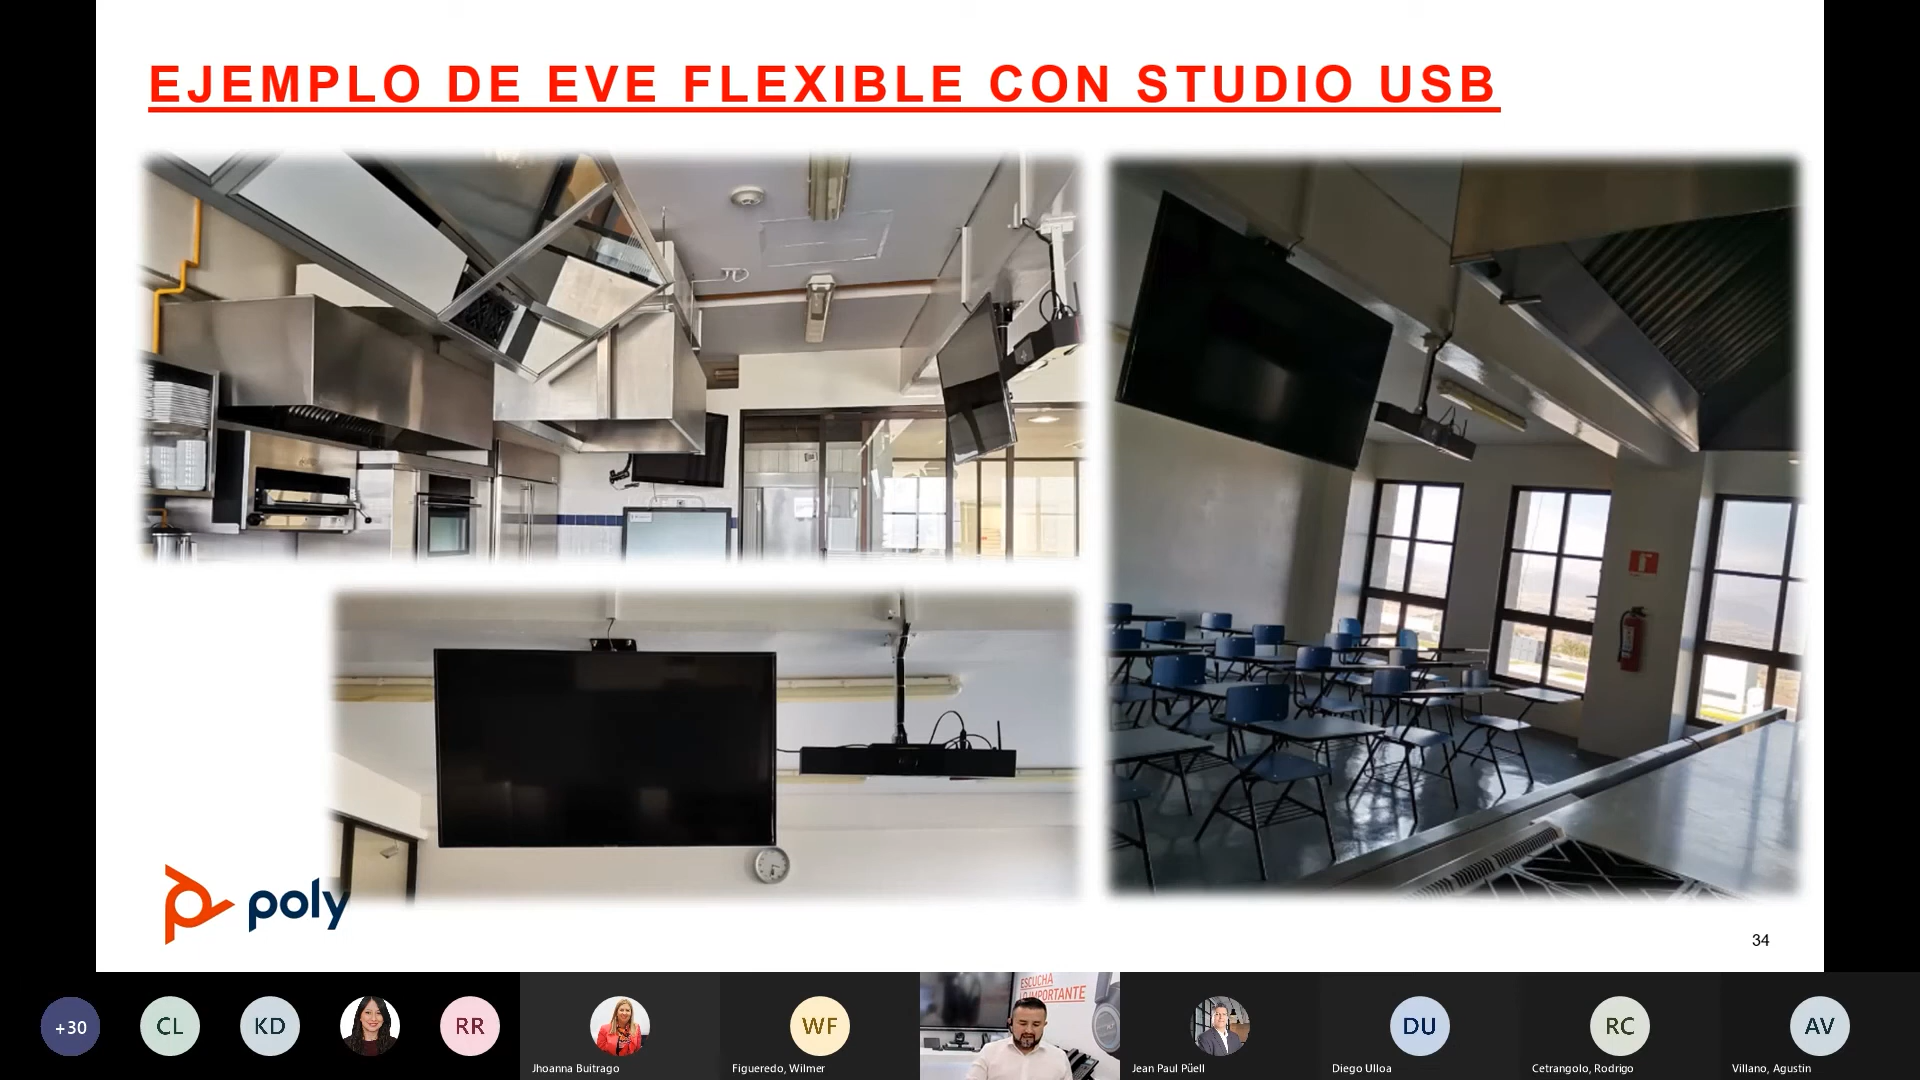 EJEMPLO DE EVE FLEXIBLE CON STUDIO USB
poly
34
ESCUCHA
LO IMPORTANTE
+30
CL
KD
RR
WF
DU
RC
AV
Jhoanna Buitrago
Figueredo, Wilmer
Jean Paul Püell
Diego Ulloa
Cetrangolo, Rodrigo
Villano, Agustin